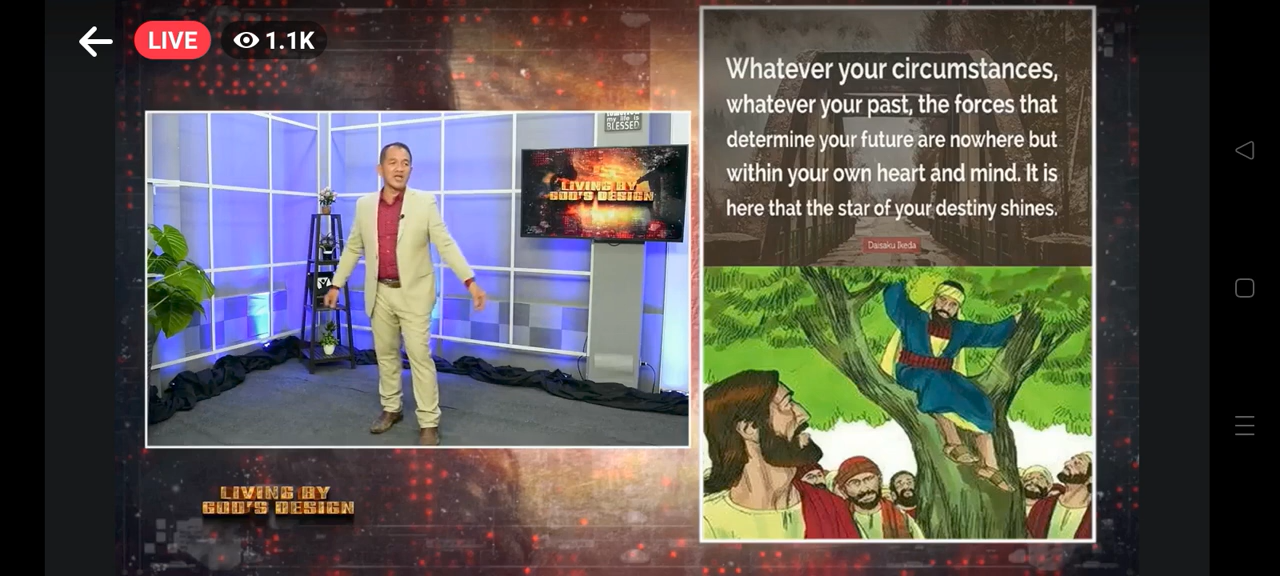 LIVE
1.1K
my life is
BLESSED
LIVING BY
GOD'S DESIGN
LIVING BY
GOD'S DESIGN
Whatever your circumstances,
whatever your past, the forces that
determine your future are nowhere but
within your own heart and mind. It is
here that the star of your destiny shines.
Daisaku Ikeda